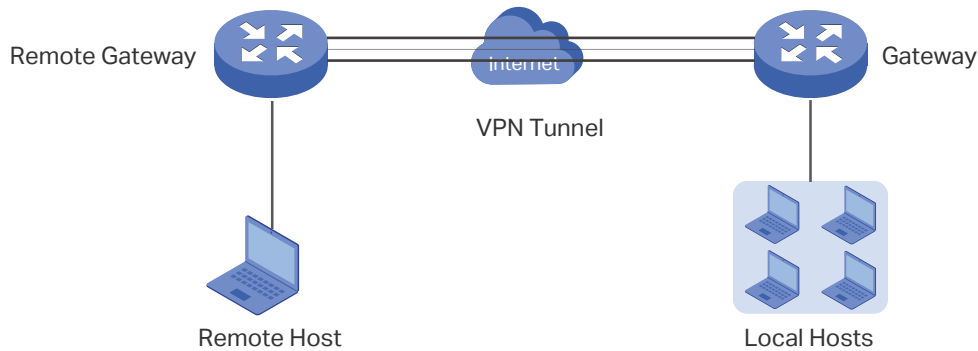 Remote Gateway
internet
Gateway
VPN Tunnel
Remote Host
Local Hosts